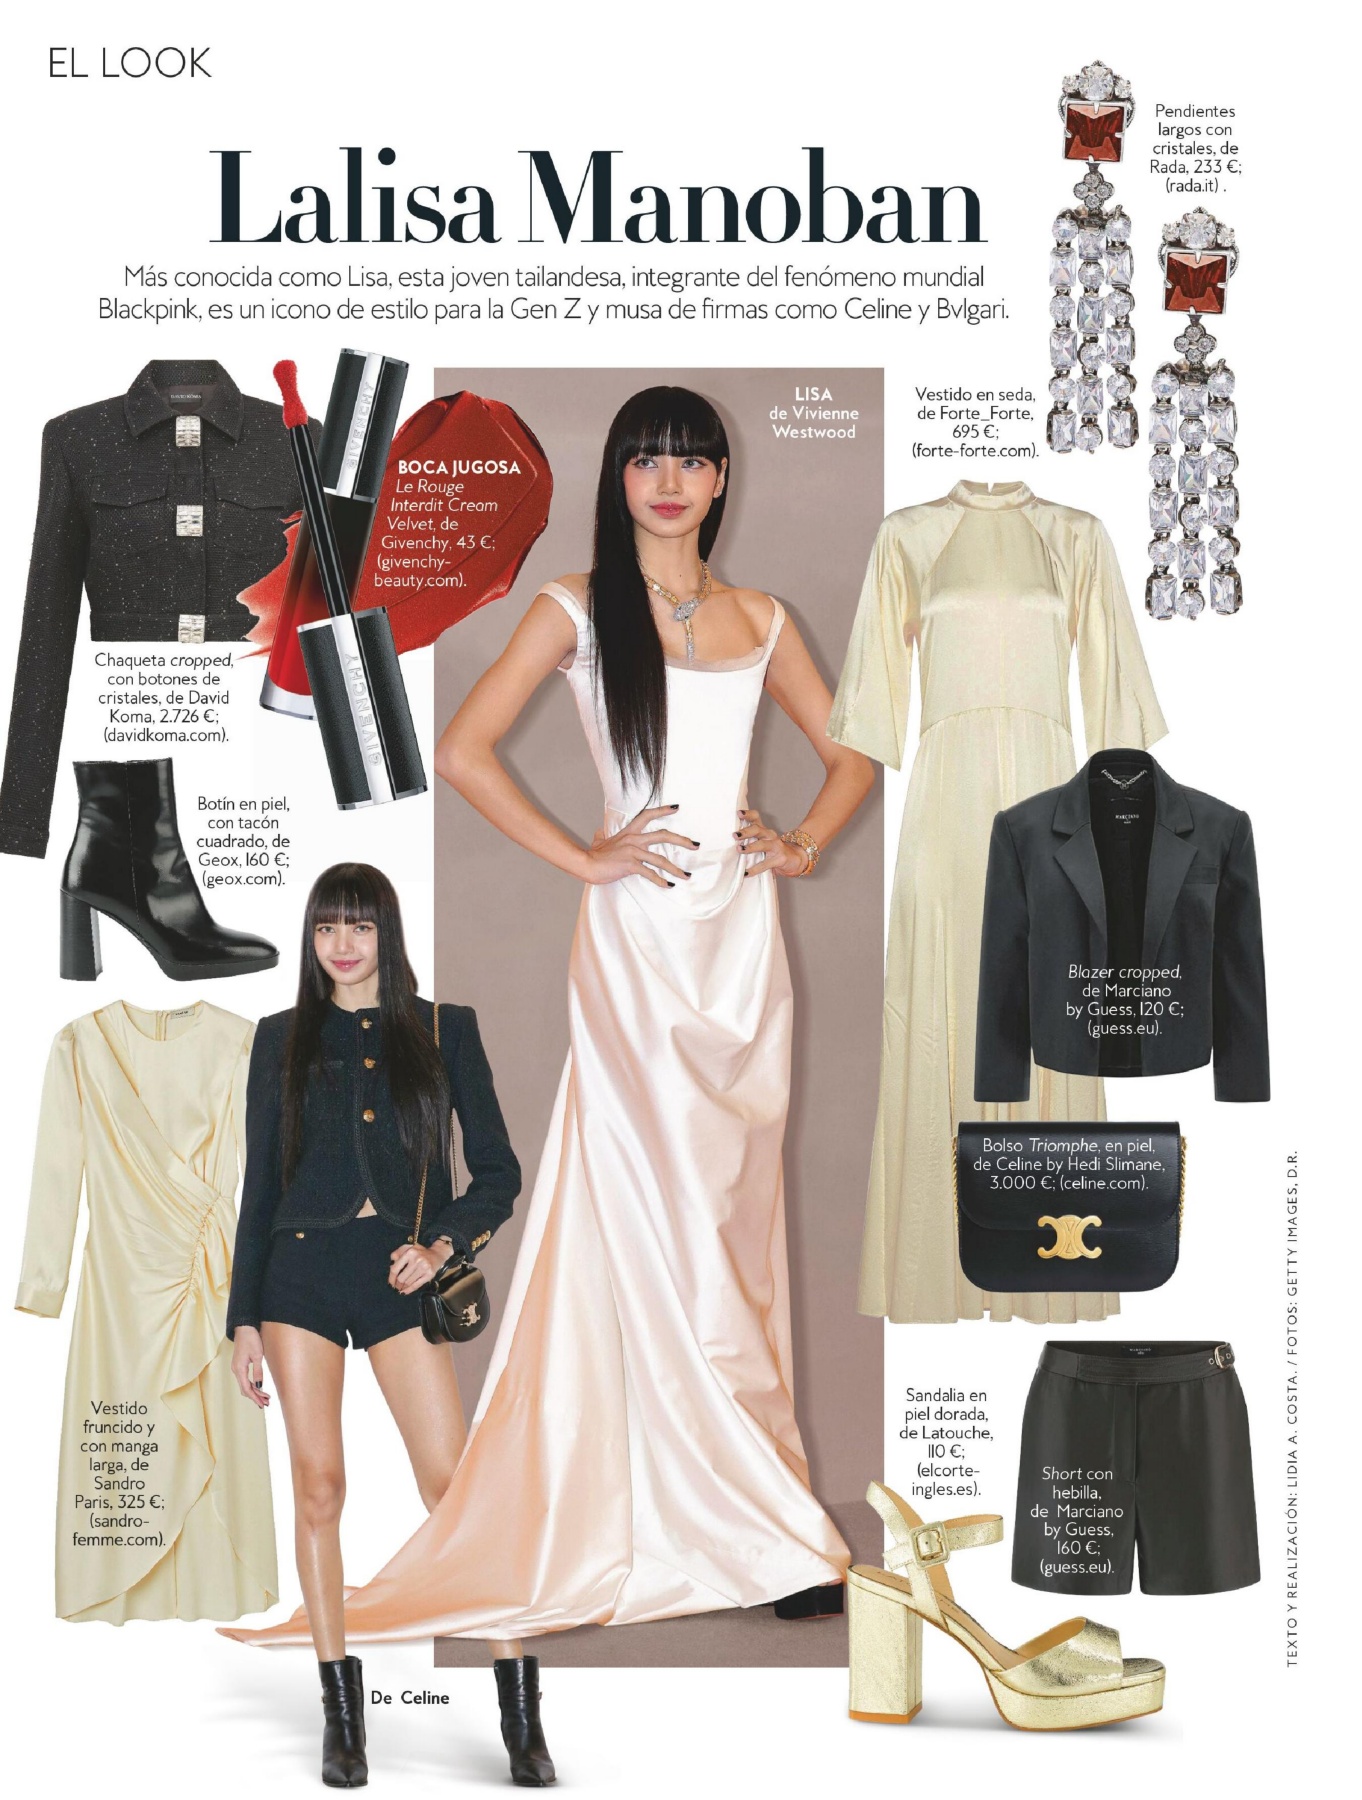 EL LOOK
Lalisa Manoban
Más conocida como Lisa, esta joven tailandesa, integrante del fenómeno mundial
Blackpink, es un icono de estilo para la Gen Z y musa de firmas como Celine y Bvlgari.
Pendientes
largos con
cristales, de
Rada, 233 €;
(rada.it) .
GIVENCHY
BOCA JUGOSA
Le Rouge
Interdit Cream
Velvet, de
Givenchy, 43 €;
(givenchy-
beauty.com).
GIVENCHY
LISA
de Vivienne
Westwood
Vestido en seda,
de Forte_Forte,
695 €;
(forte-forte.com).
Chaqueta cropped,
con botones de
cristales, de David
Koma, 2.726 €;
(davidkoma.com).
Botín en piel,
con tacón
cuadrado, de
Geox, 160 €;
(geox.com).
MARCIANO
Blazer cropped,
de Marciano
by Guess, 120 €;
(guess.eu).
Bolso Triomphe, en piel,
de Celine by Hedi Slimane,
3.000 €; (celine.com).
Vestido
fruncido y
con manga
larga, de
Sandro
Paris, 325 €;
(sandro-
femme.com).
Sandalia en
piel dorada,
de Latouche,
110 €;
(elcorte-
ingles.es).
Short con
hebilla,
de Marciano
by Guess,
160 €;
(guess.eu).
De Celine
TEXTO Y REALIZACIÓN: LIDIA A. COSTA. / FOTOS: GETTY IMAGES, D.R.